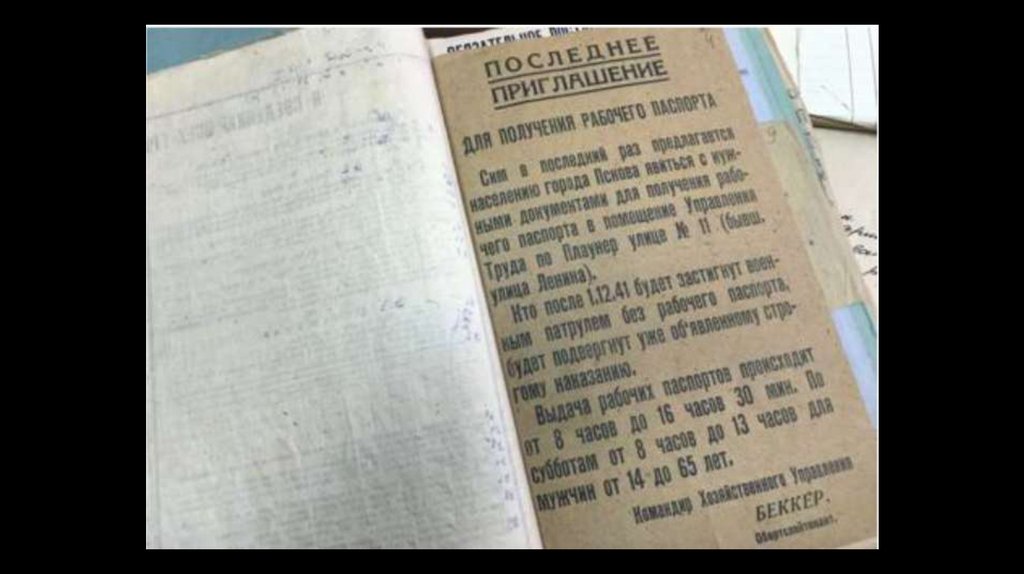 ПОСЛЕДНЕЕ
ПРИГЛАШЕНИЕ
ДЛЯ ПОЛУЧЕНИЯ РАБОЧЕГО ПАСПОРТА
Сим в последний раз предлагается
населению города Пскова явиться с нуж-
ными документами для получения рабо-
чего паспорта в помощение Управления
Труда по Плаунер улице № 11 (бывш.
улица Ленина).
Кто после 1.12.41 будет застигнут воен-
ным патрулем без рабочего паспорта,
будет подвергнут уже об'явленному стро-
гому наказанию.
Выдача рабочих паспортов происходит
от 8 часов до 16 часов 30 мин. По
субботам от 8 часов до 13 часов для
мужчин от 14 до 65 лет.
Командир Хозяйственного Управления
БЕККЕР.
Обертслейтенант.